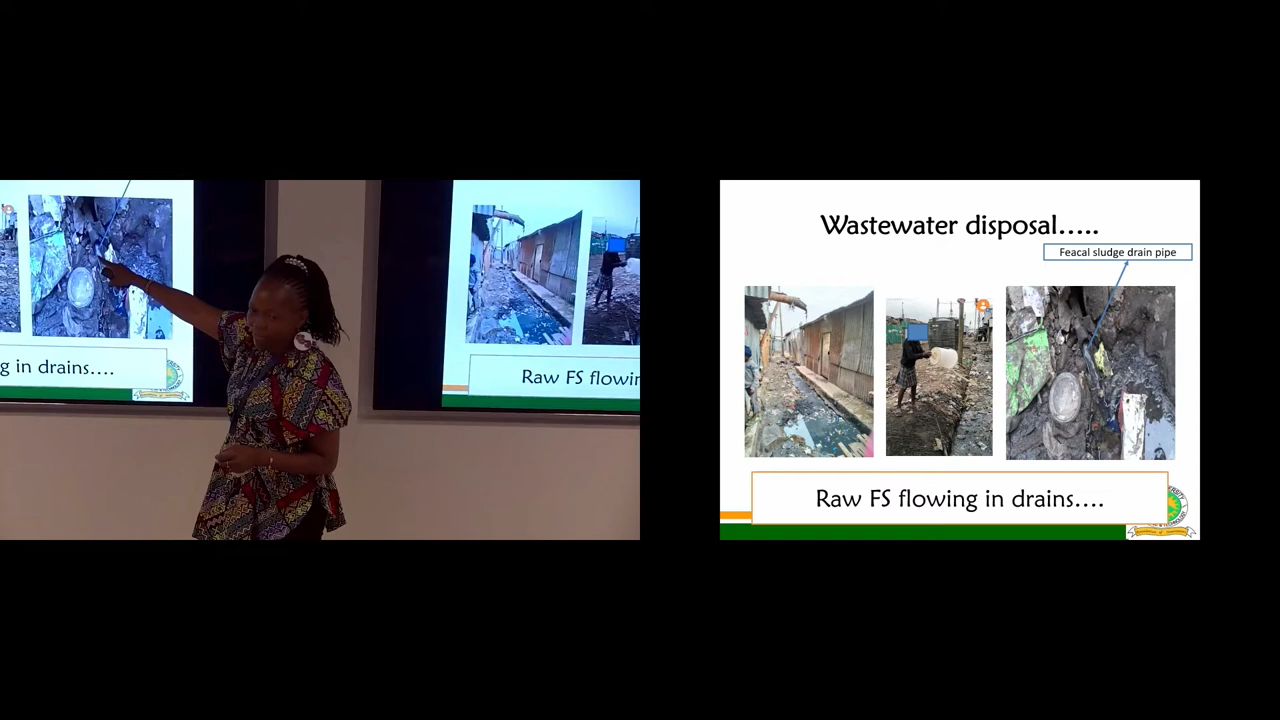 g in drains....
Raw FS flowin
Wastewater disposal.....
Feacal sludge drain pipe
Raw FS flowing in drains....